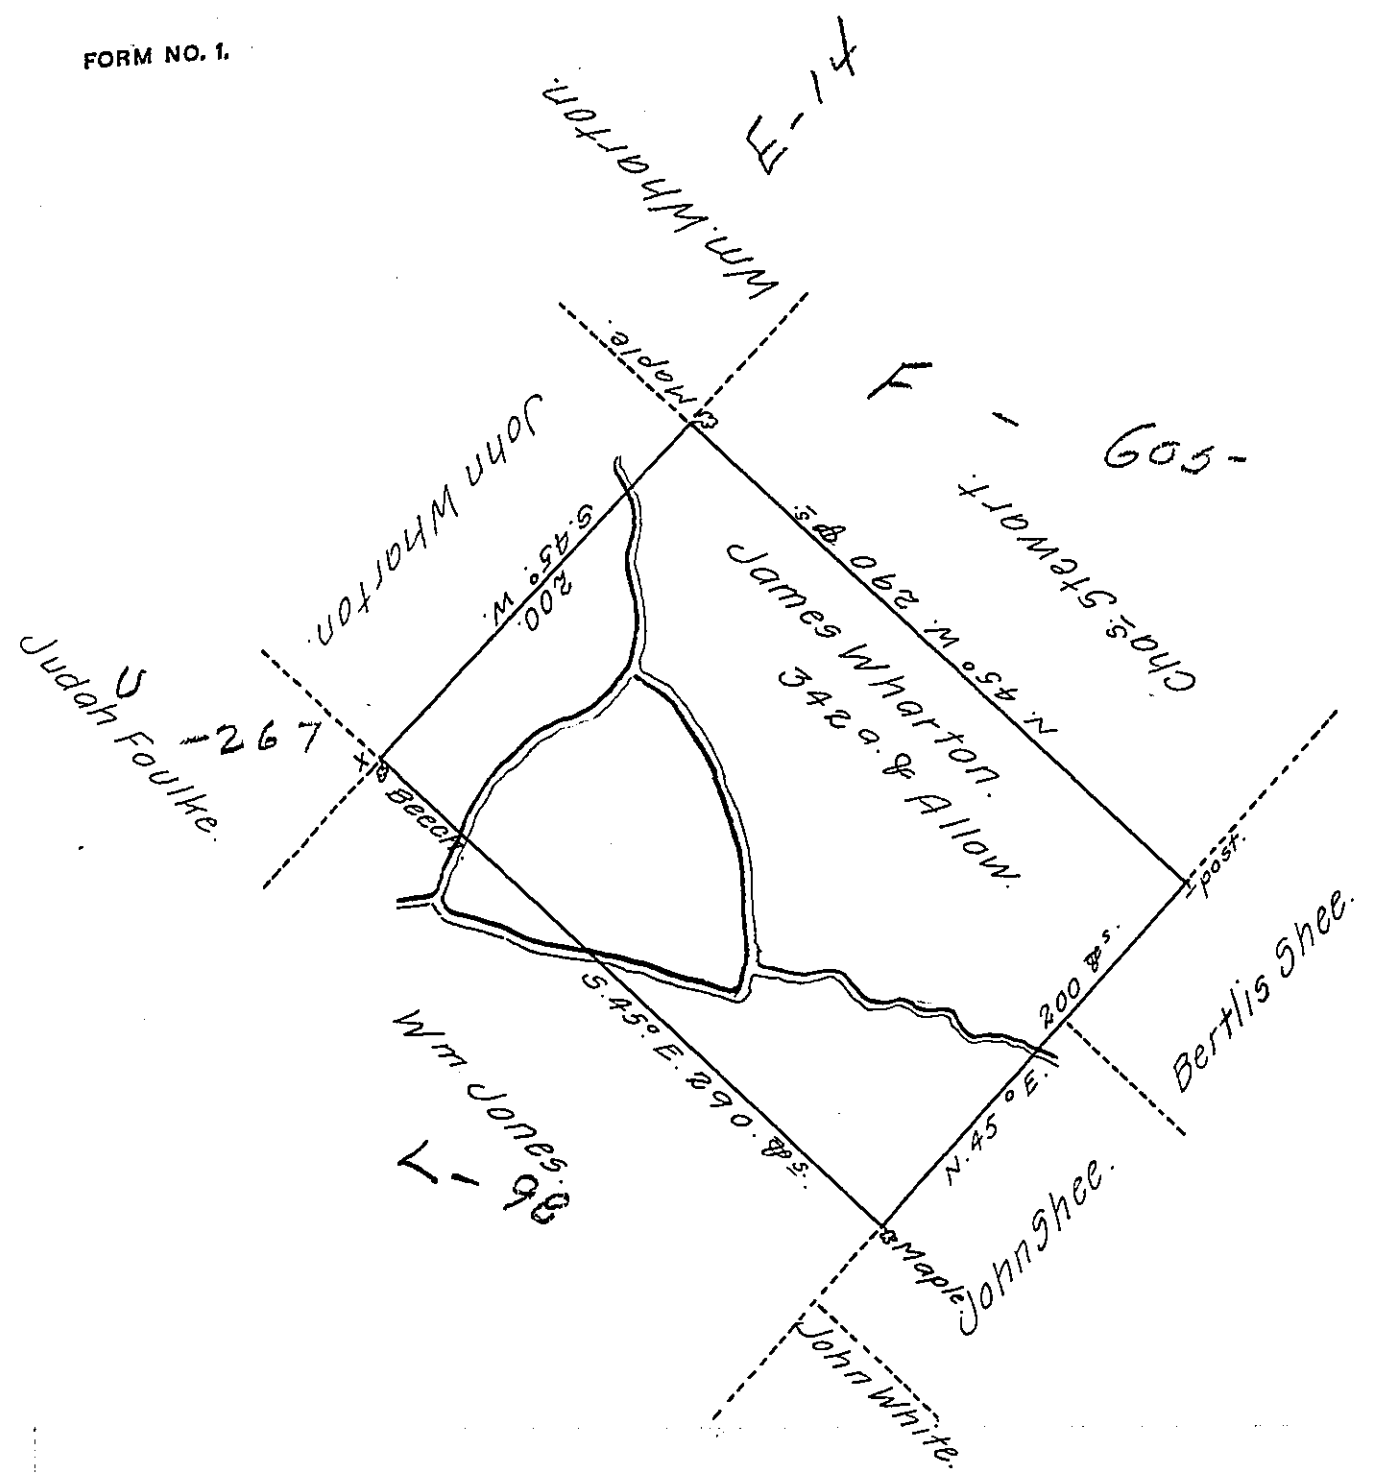 FORM NO. 1.
Wm. Wharton.
E-14
Maple.
F - 605-
Chas. Stewart.
John Wharton.
S. 45° W.
200.
N. 45° W. 290 ps.
James Wharton.
342 a. & Allow.
Judah Foulke.
U
-267
x
Beech.
post.
Bertlis Shee.
200 ps.
N. 45° E.
S. 45° E. 290. ps.
Wm Jones.
L-98
Maple.
John Shee.
John White.